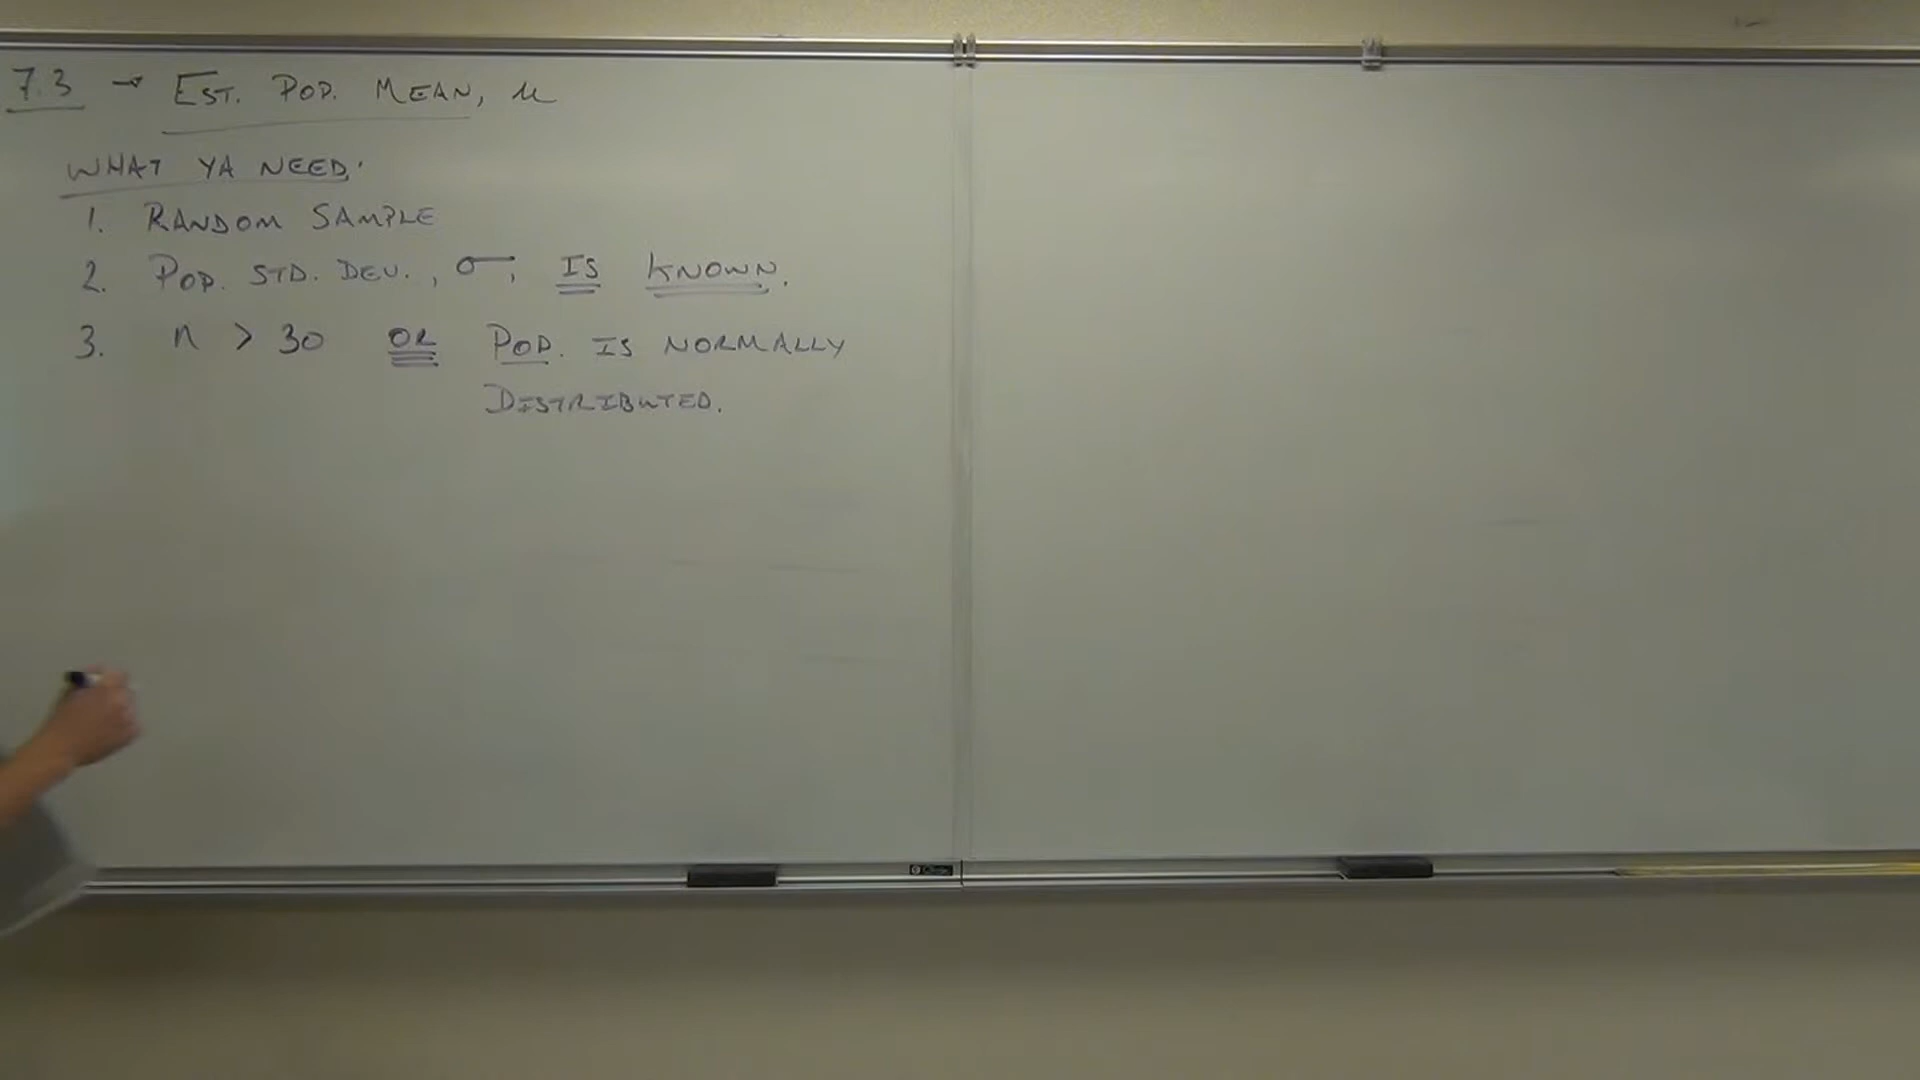 7.3 → EST. POP. MEAN, μ
WHAT YA NEED:
1. RANDOM SAMPLE
2. POP. STD. DEV., σ, IS KNOWN.
3. n > 30 OR POP. IS NORMALLY
DISTRIBUTED.